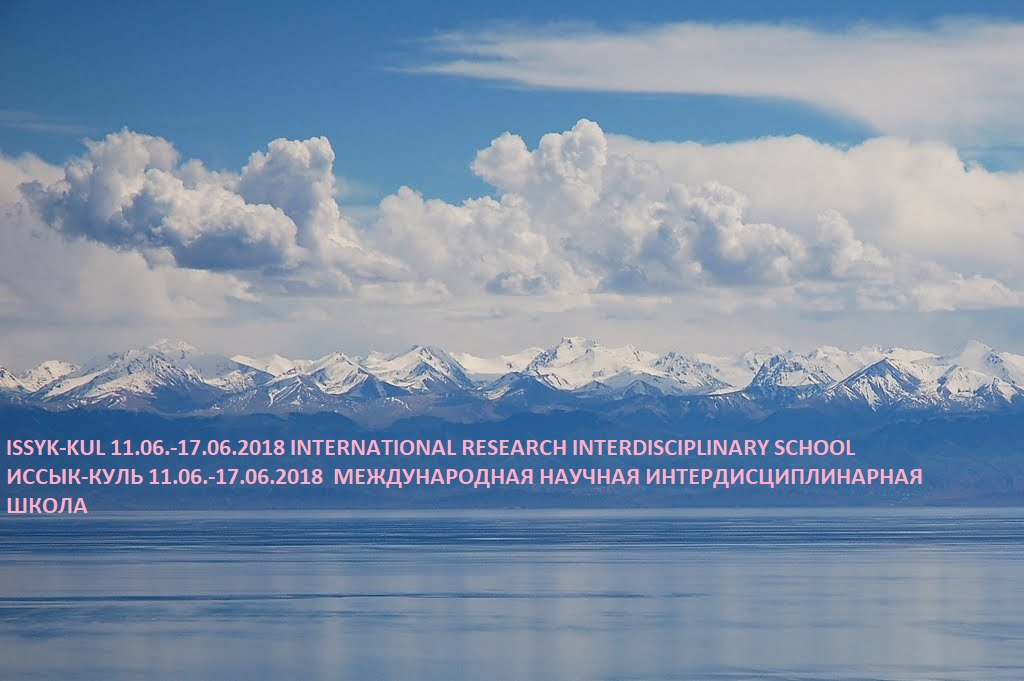 ISSYK-KUL 11.06.-17.06.2018 INTERNATIONAL RESEARCH INTERDISCIPLINARY SCHOOL
ИССЫК-КУЛЬ 11.06.-17.06.2018  МЕЖДУНАРОДНАЯ НАУЧНАЯ ИНТЕРДИСЦИПЛИНАРНАЯ
ШКОЛА